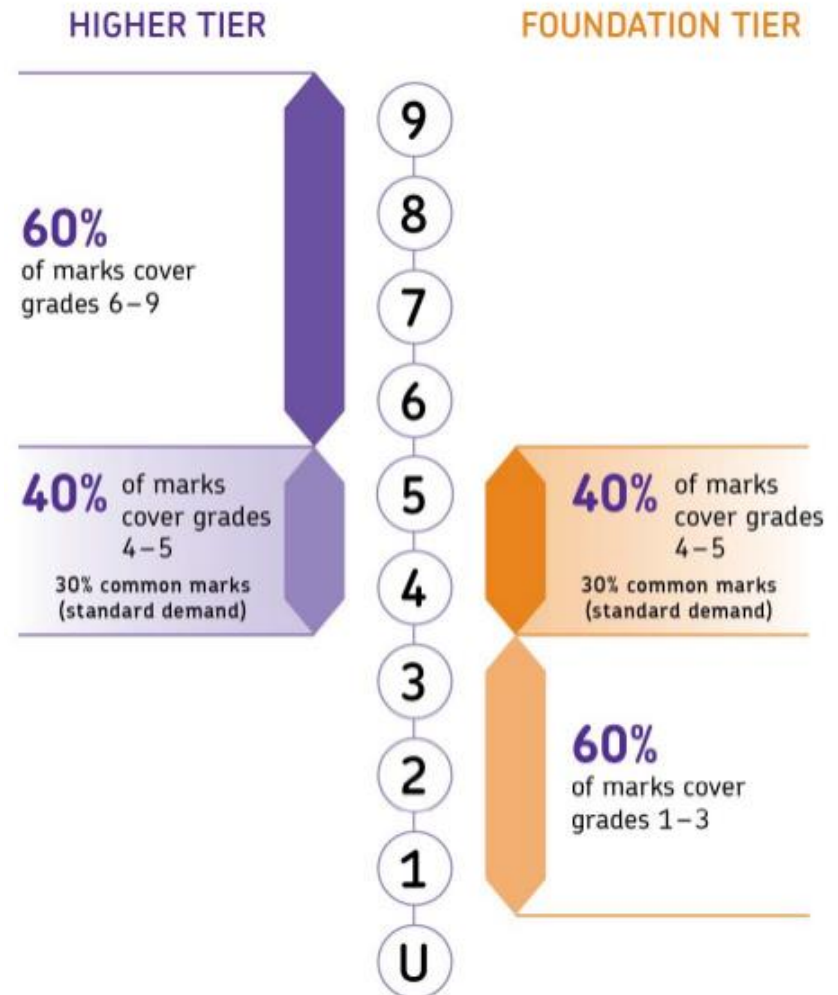 HIGHER TIER
FOUNDATION TIER
60%
of marks cover
grades 6–9
40% of marks
cover grades
4–5
30% common marks
(standard demand)
9
8
7
6
5
4
3
2
1
U
40% of marks
cover grades
4–5
30% common marks
(standard demand)
60%
of marks cover
grades 1–3